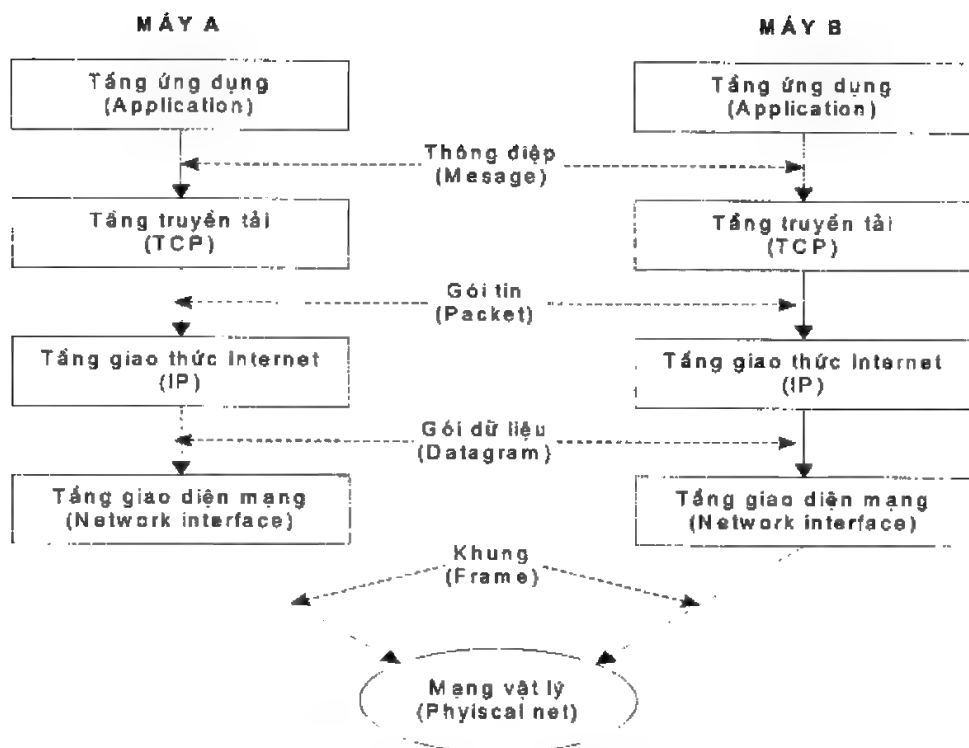 MÁY A
MÁY B
Tầng ứng dụng
(Application)
Tầng ứng dụng
(Application)
Thông điệp
(Mesage)
Tầng truyền tải
(TCP)
Tầng truyền tải
(TCP)
Gói tin
(Packet)
Tầng giao thức Internet
(IP)
Tầng giao thức Internet
(IP)
Gói dữ liệu
(Datagram)
Tầng giao diện mạng
(Network interface)
Tầng giao diện mạng
(Network interface)
Khung
(Frame)
Mạng vật lý
(Phyiscal net)